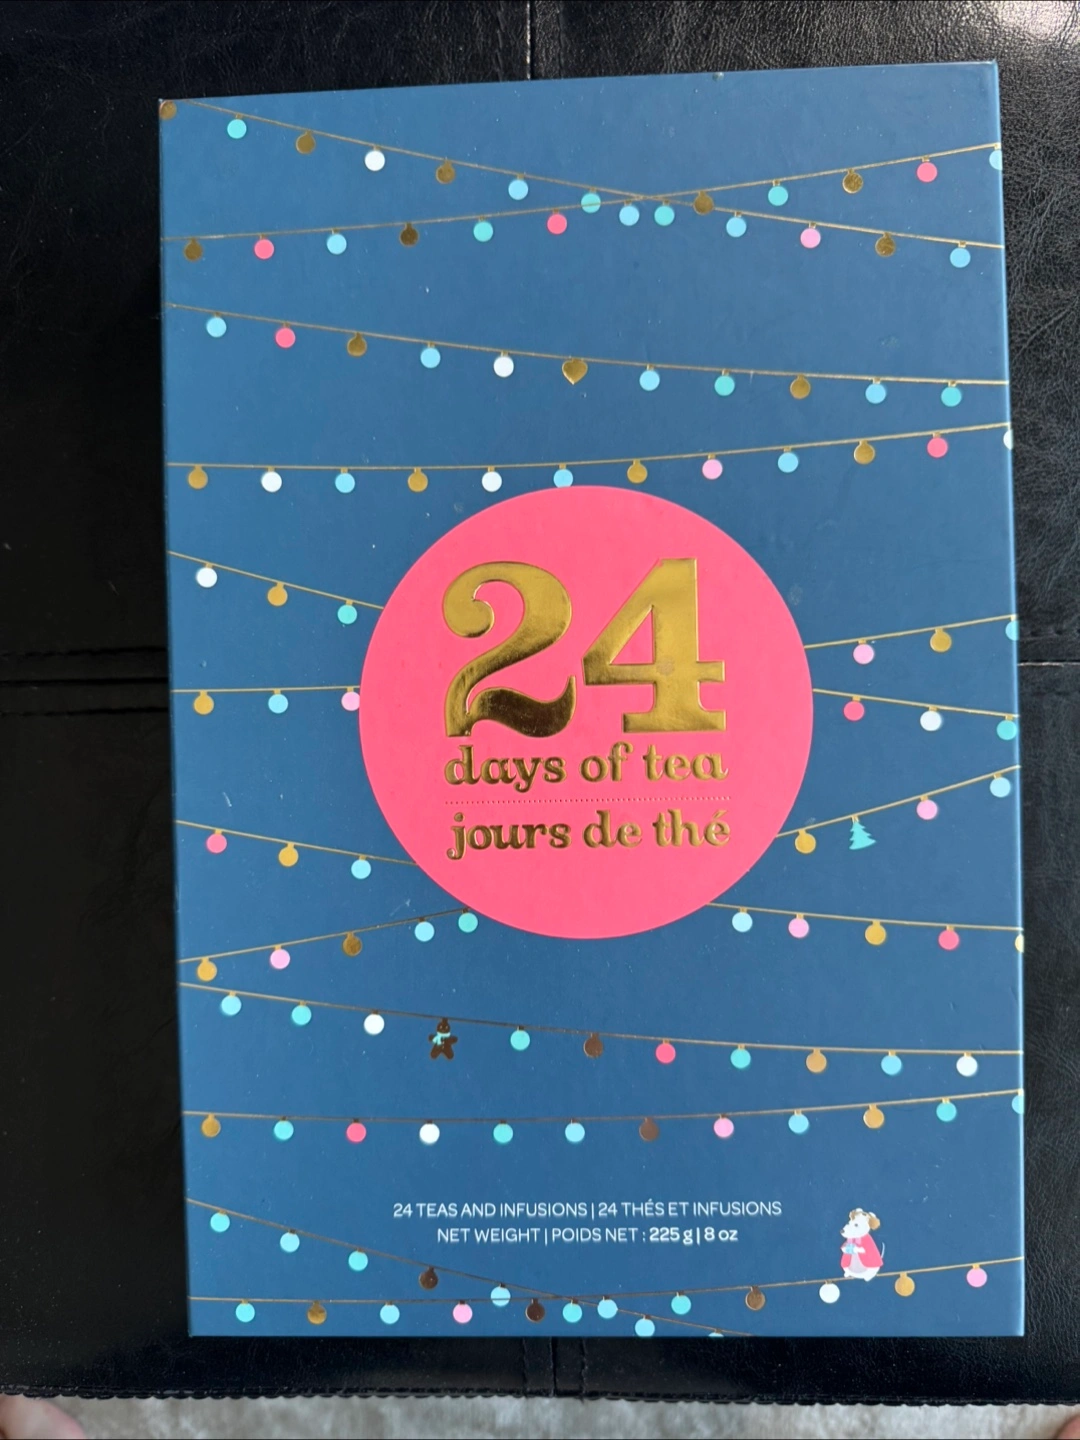 24
days of tea
jours de thé
24 TEAS AND INFUSIONS | 24 THÉS ET INFUSIONS
NET WEIGHT | POIDS NET : 225 g | 8 oz